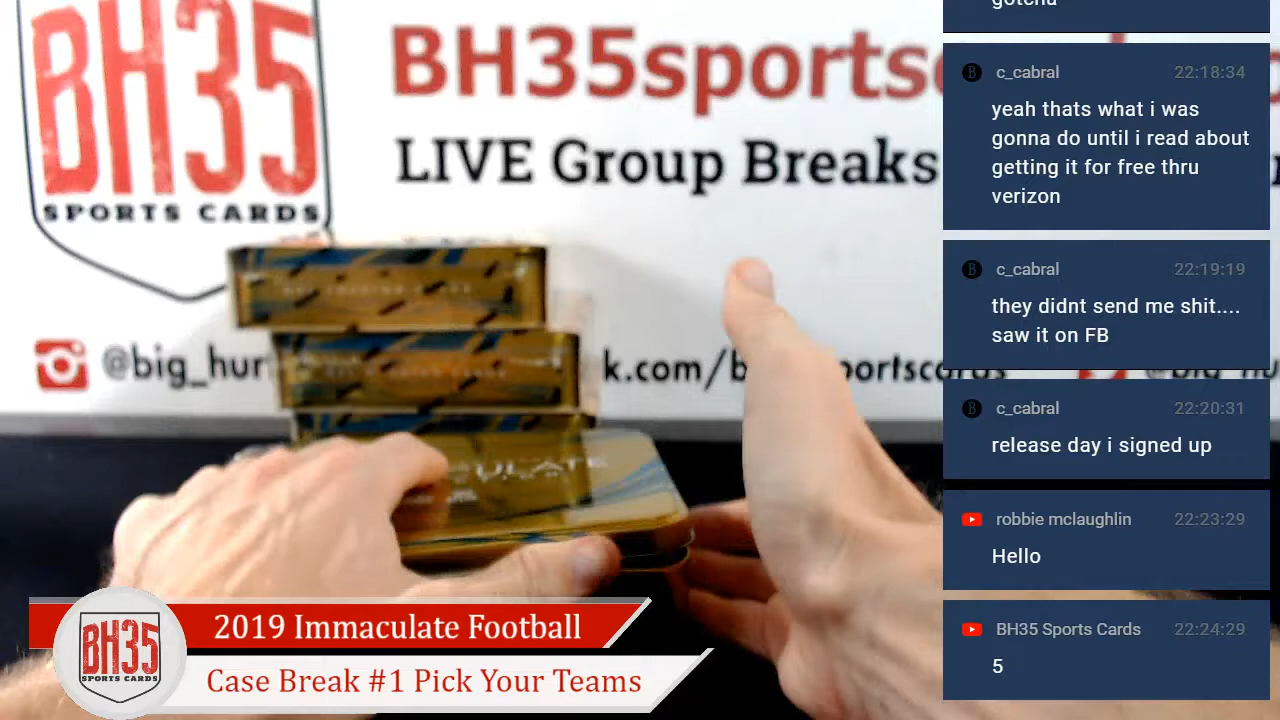 BH35
SPORTS CARDS
BH35sportsc
LIVE Group Breaks
@big_hur
k.com/b
ortscards
gotcha
c_cabral 22:18:34
yeah thats what i was
gonna do until i read about
getting it for free thru
verizon
c_cabral 22:19:19
they didnt send me shit....
saw it on FB
c_cabral 22:20:31
release day i signed up
robbie mclaughlin 22:23:29
Hello
BH35 Sports Cards 22:24:29
5
BH35
SPORTS CARDS
2019 Immaculate Football
Case Break #1 Pick Your Teams